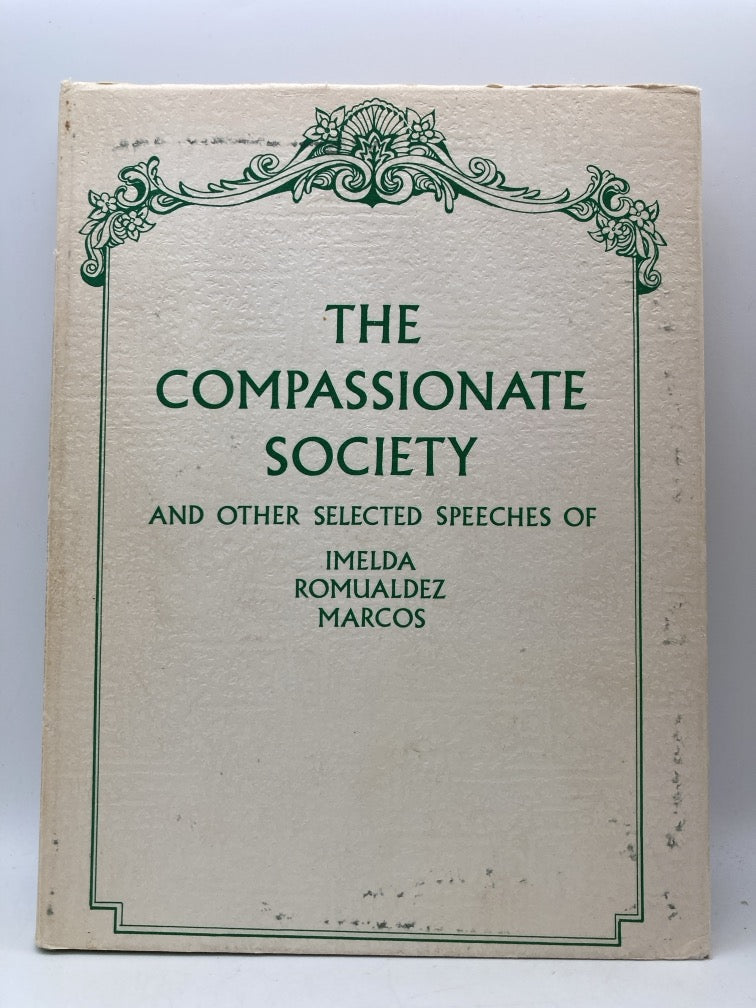 THE
COMPASSIONATE
SOCIETY
AND OTHER SELECTED SPEECHES OF
IMELDA
ROMUALDEZ
MARCOS